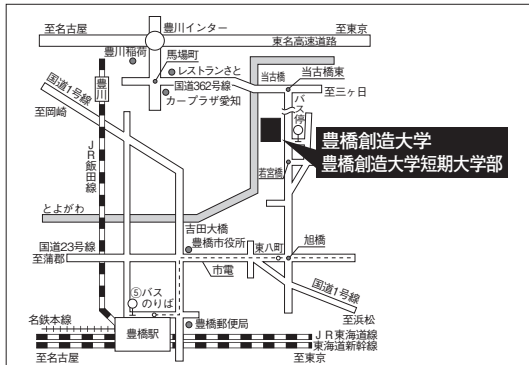 至名古屋
豊川インター
至東京
東名高速道路
豊川稲荷
馬場町
レストランさと
国道362号線
カープラザ愛知
当古橋
当古橋東
至三ヶ日
バス停
国道1号線
至岡崎
豊川
JR飯田線
豊橋創造大学
豊橋創造大学短期大学部
若宮橋
とよがわ
吉田大橋
国道23号線
至蒲郡
豊橋市役所
東八町
旭橋
市電
国道1号線
至浜松
⑤バス
のりば
名鉄本線
豊橋駅
豊橋郵便局
JR東海道線
東海道新幹線
至名古屋
至東京